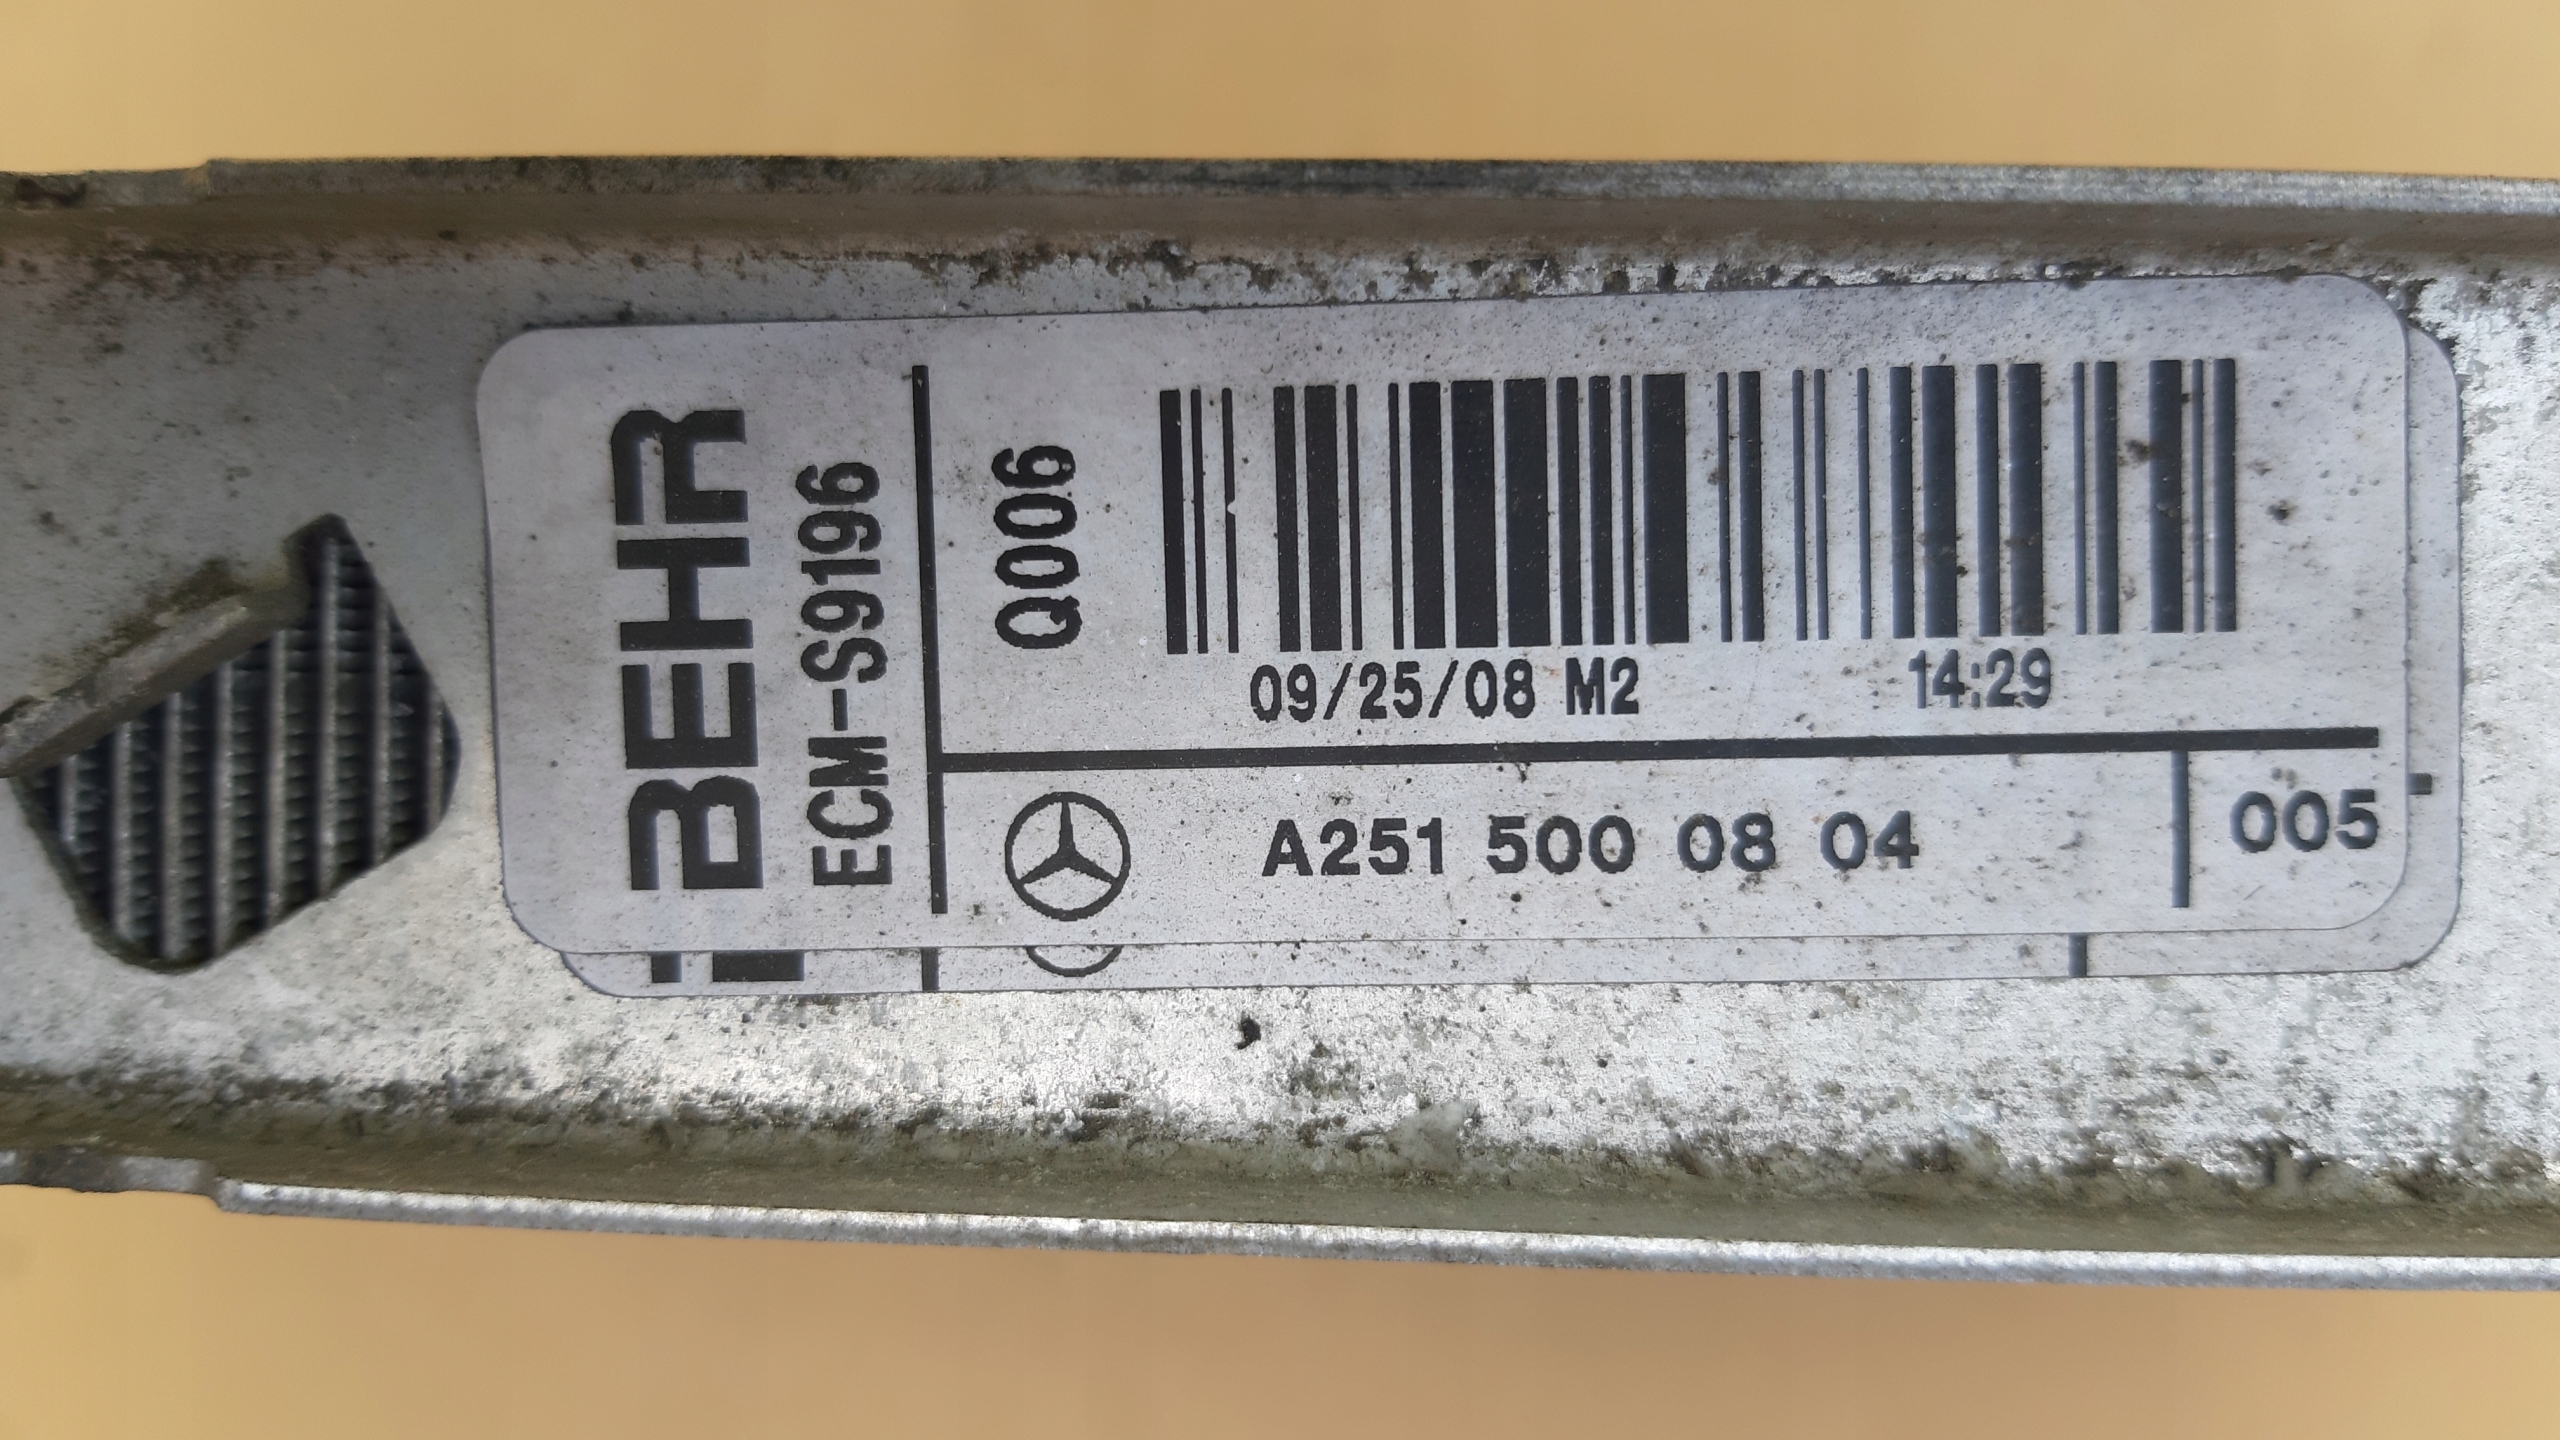 BEHR
ECM-S9196
Q006
09/25/08 M2 14:29
A251 500 08 04 005